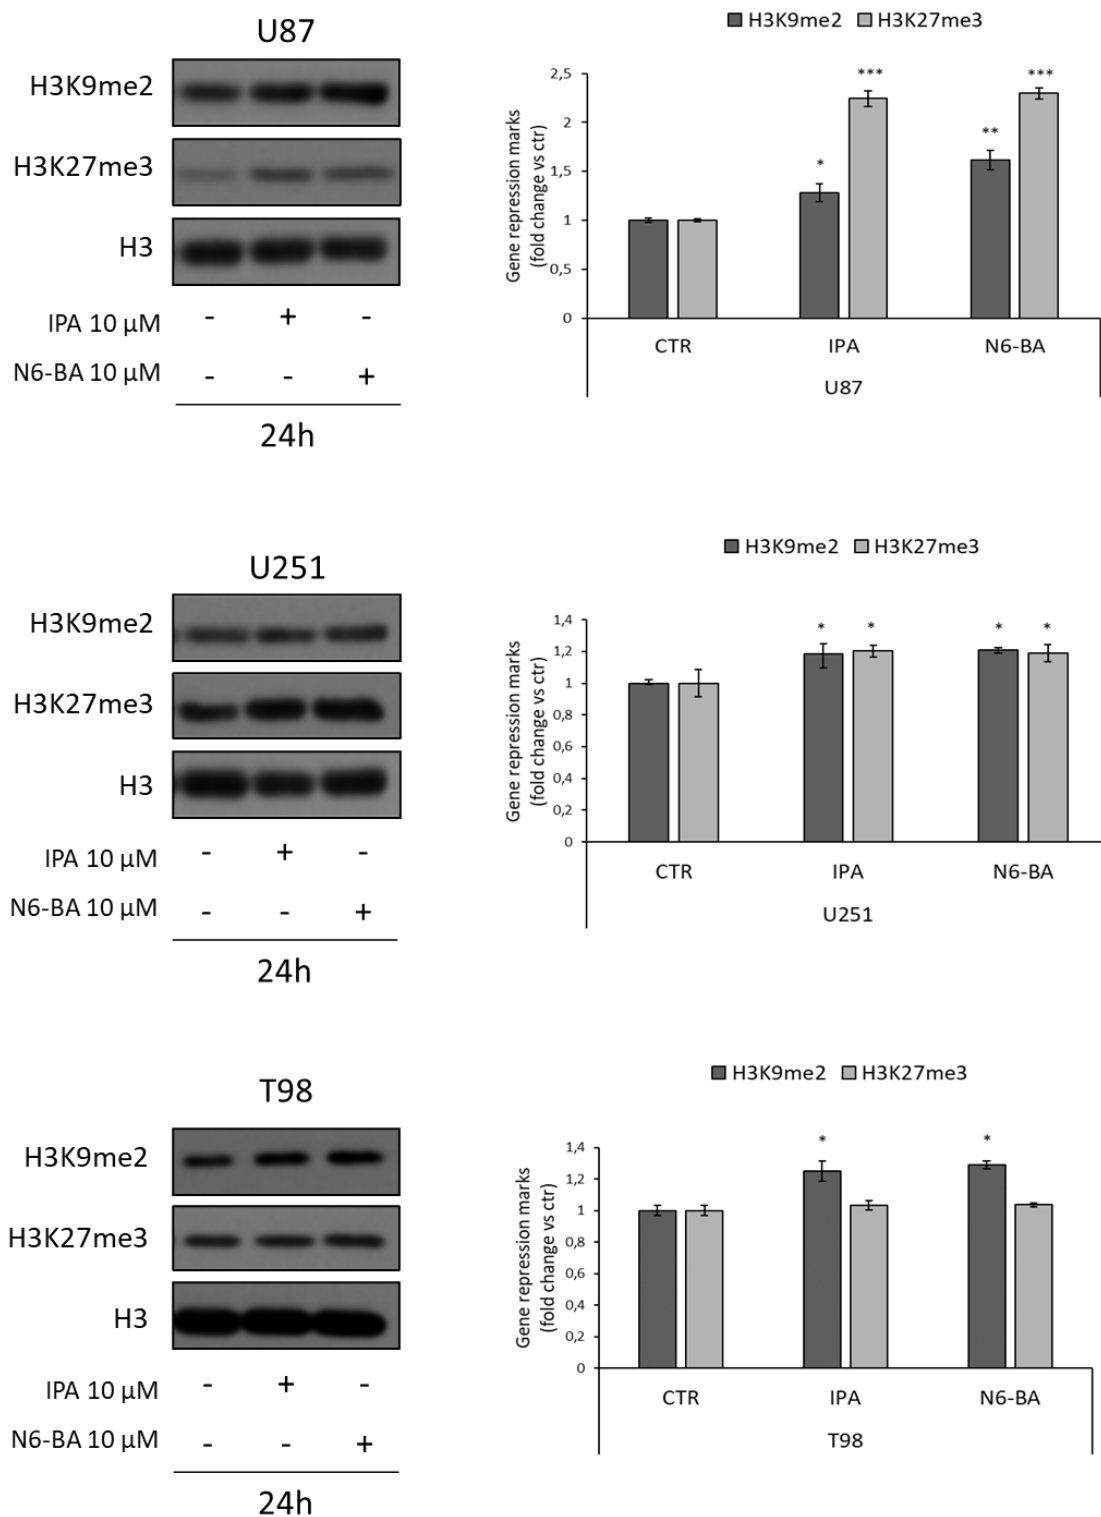 U87
H3K9me2
H3K27me3
H3
IPA 10 µM - + -
N6-BA 10 µM - - +
24h
H3K9me2 H3K27me3
Gene repression marks
(fold change vs ctr)
2,5
2
1,5
1
0,5
0
* *** ** ***
CTR IPA N6-BA
U87
U251
H3K9me2
H3K27me3
H3
IPA 10 µM - + -
N6-BA 10 µM - - +
24h
H3K9me2 H3K27me3
Gene repression marks
(fold change vs ctr)
1,4
1,2
1
0,8
0,6
0,4
0,2
0
* * * *
CTR IPA N6-BA
U251
T98
H3K9me2
H3K27me3
H3
IPA 10 µM - + -
N6-BA 10 µM - - +
24h
H3K9me2 H3K27me3
Gene repression marks
(fold change vs ctr)
1,4
1,2
1
0,8
0,6
0,4
0,2
0
* *
CTR IPA N6-BA
T98